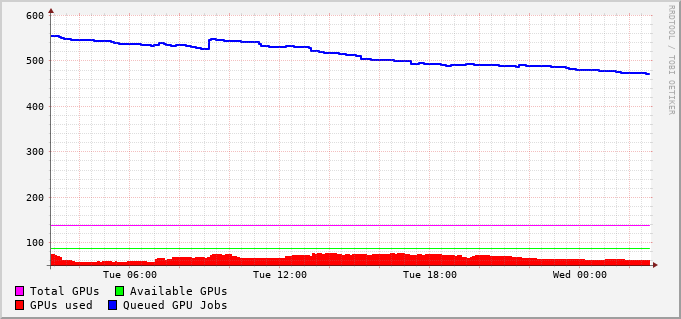 600
500
400
300
200
100
Tue 06:00 Tue 12:00 Tue 18:00 Wed 00:00
Total GPUs Available GPUs
GPUs used Queued GPU Jobs
RRDTOOL / TOBI OETIKER